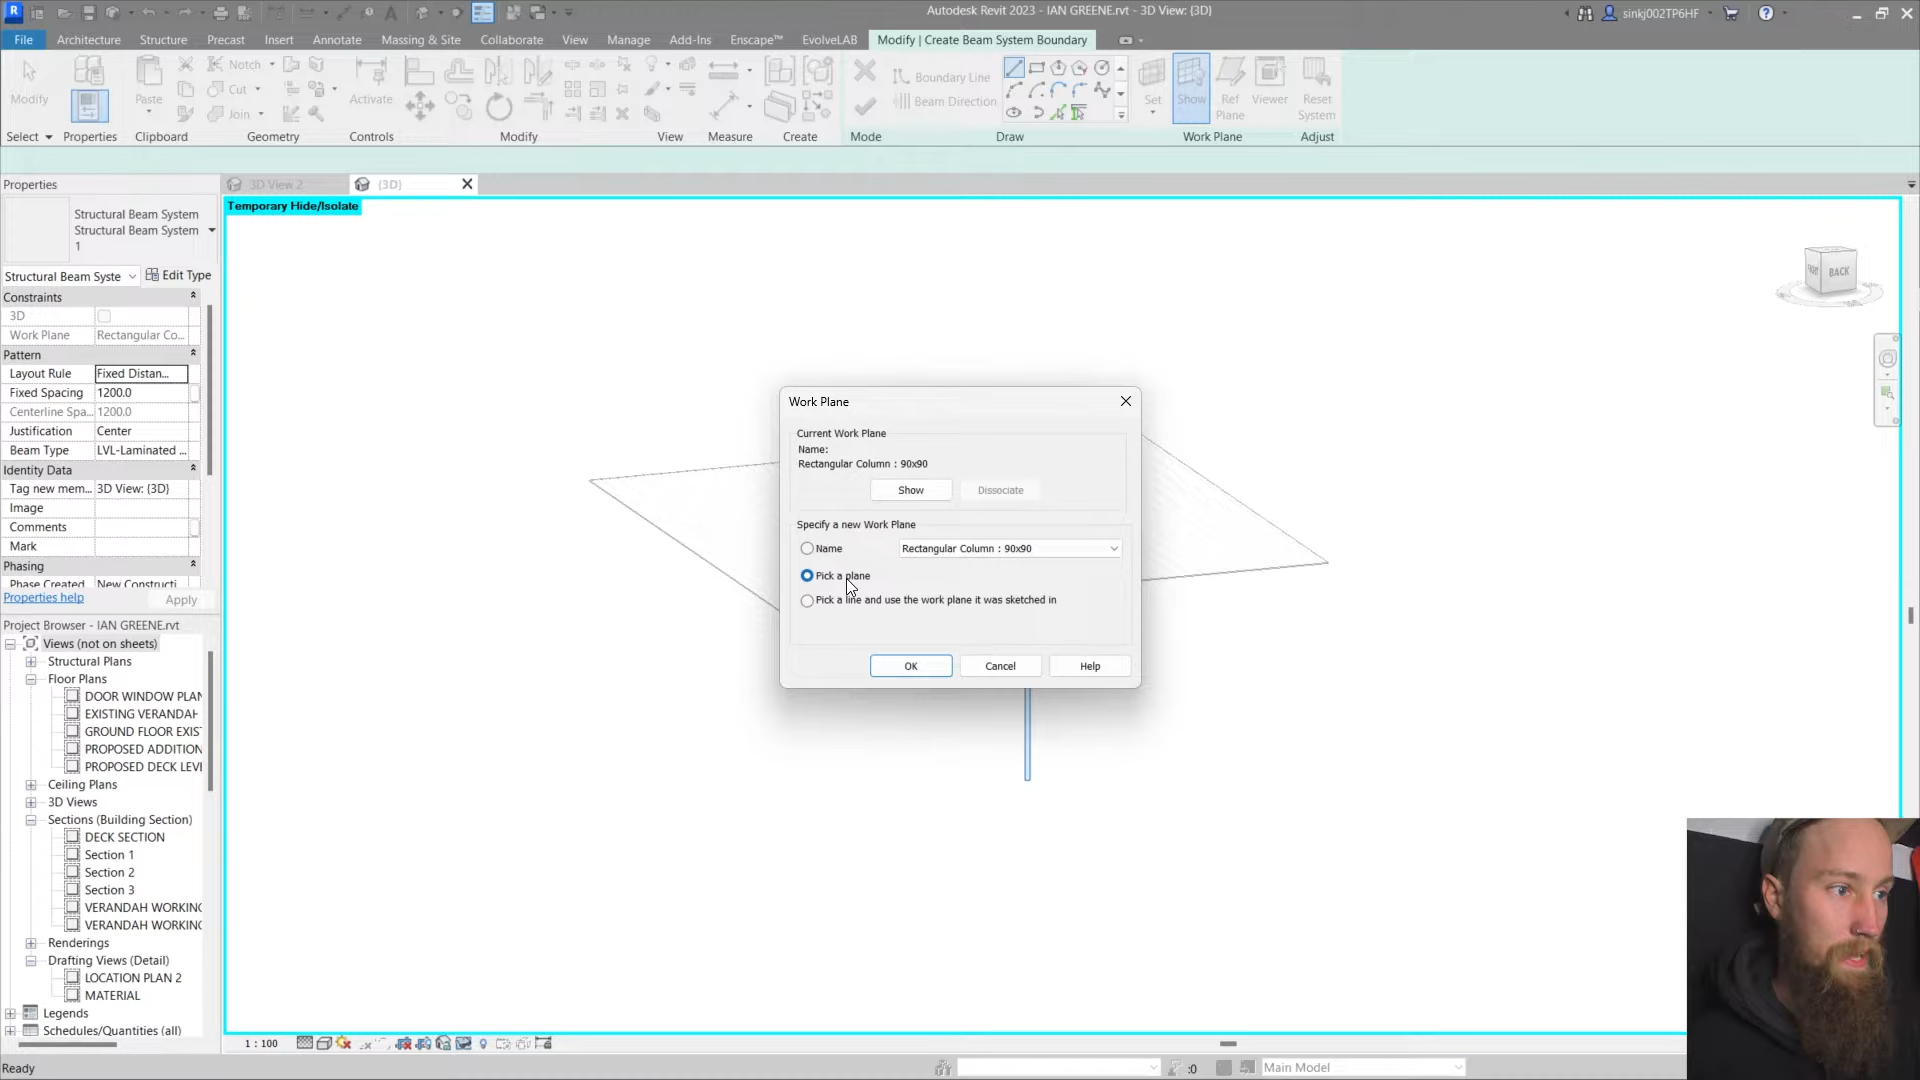 Autodesk Revit 2023 - IAN GREENE.rvt - 3D View: {3D}
sinkj002TP6HF
File
Architecture
Structure
Precast
Insert
Annotate
Massing & Site
Collaborate
View
Manage
Add-Ins
Enscape™
EvolveLAB
Modify | Create Beam System Boundary
Modify
Paste
Notch
Cut
Join
Activate
Boundary Line
Beam Direction
Set
Show
Ref Plane
Viewer
Reset System
Select
Properties
Clipboard
Geometry
Controls
Modify
View
Measure
Create
Mode
Draw
Work Plane
Adjust
Properties
3D View 2
{3D}
Temporary Hide/Isolate
Structural Beam System
Structural Beam System
1
Structural Beam Syste
Edit Type
Constraints
3D
Work Plane Rectangular Co...
Pattern
Layout Rule Fixed Distan...
Fixed Spacing 1200.0
Centerline Spa... 1200.0
Justification Center
Beam Type LVL-Laminated ...
Identity Data
Tag new mem... 3D View: {3D}
Image
Comments
Mark
Phasing
Phase Created New Constructi
Properties help
Apply
Project Browser - IAN GREENE.rvt
Views (not on sheets)
Structural Plans
Floor Plans
DOOR WINDOW PLAN
EXISTING VERANDAH
GROUND FLOOR EXIS
PROPOSED ADDITION
PROPOSED DECK LEV
Ceiling Plans
3D Views
Sections (Building Section)
DECK SECTION
Section 1
Section 2
Section 3
VERANDAH WORKING
VERANDAH WORKING
Renderings
Drafting Views (Detail)
LOCATION PLAN 2
MATERIAL
Legends
Schedules/Quantities (all)
Work Plane
Current Work Plane
Name:
Rectangular Column : 90x90
Show
Dissociate
Specify a new Work Plane
Name
Rectangular Column : 90x90
Pick a plane
Pick a line and use the work plane it was sketched in
OK
Cancel
Help
BACK
1 : 100
Ready
:0
Main Model